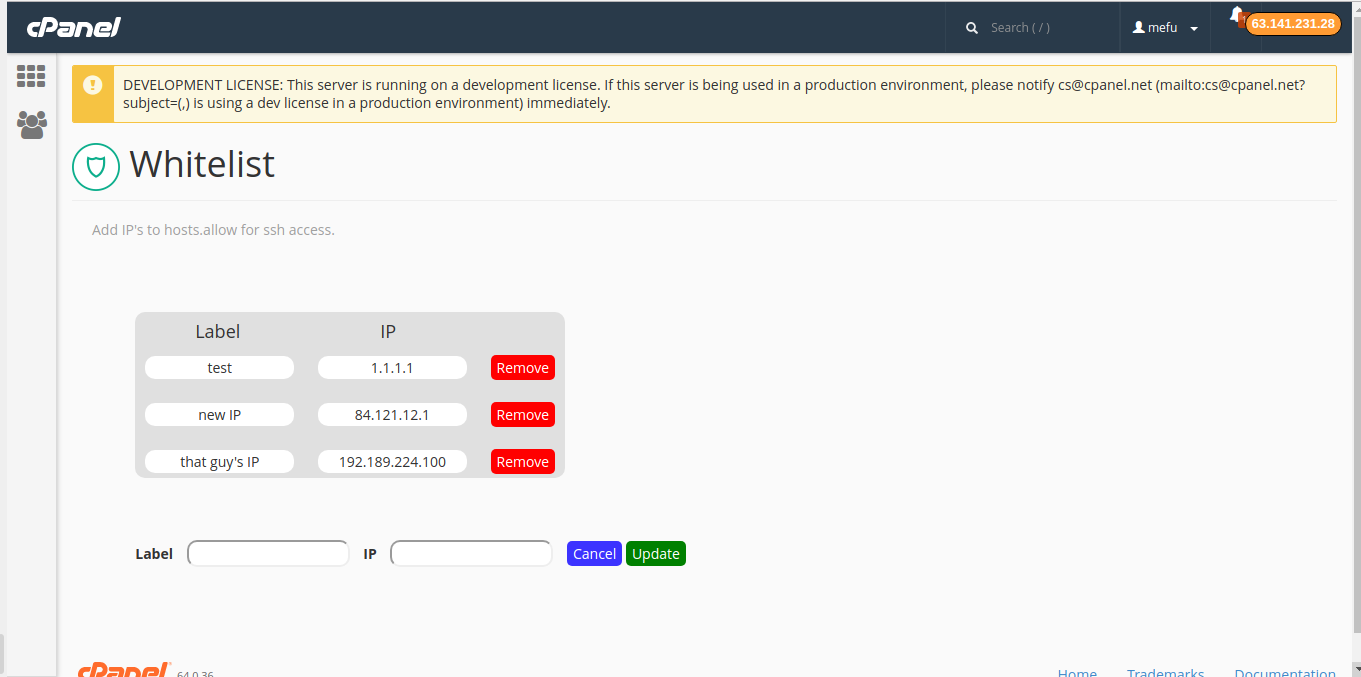 cPanel
Search ( / )
mefu
63.141.231.28
DEVELOPMENT LICENSE: This server is running on a development license. If this server is being used in a production environment, please notify cs@cpanel.net (mailto:cs@cpanel.net?
subject=(,) is using a dev license in a production environment) immediately.
Whitelist
Add IP's to hosts.allow for ssh access.
Label IP
test 1.1.1.1 Remove
new IP 84.121.12.1 Remove
that guy's IP 192.189.224.100 Remove
Label IP Cancel Update
cPanel 64.0.36 Home Trademarks Documentation